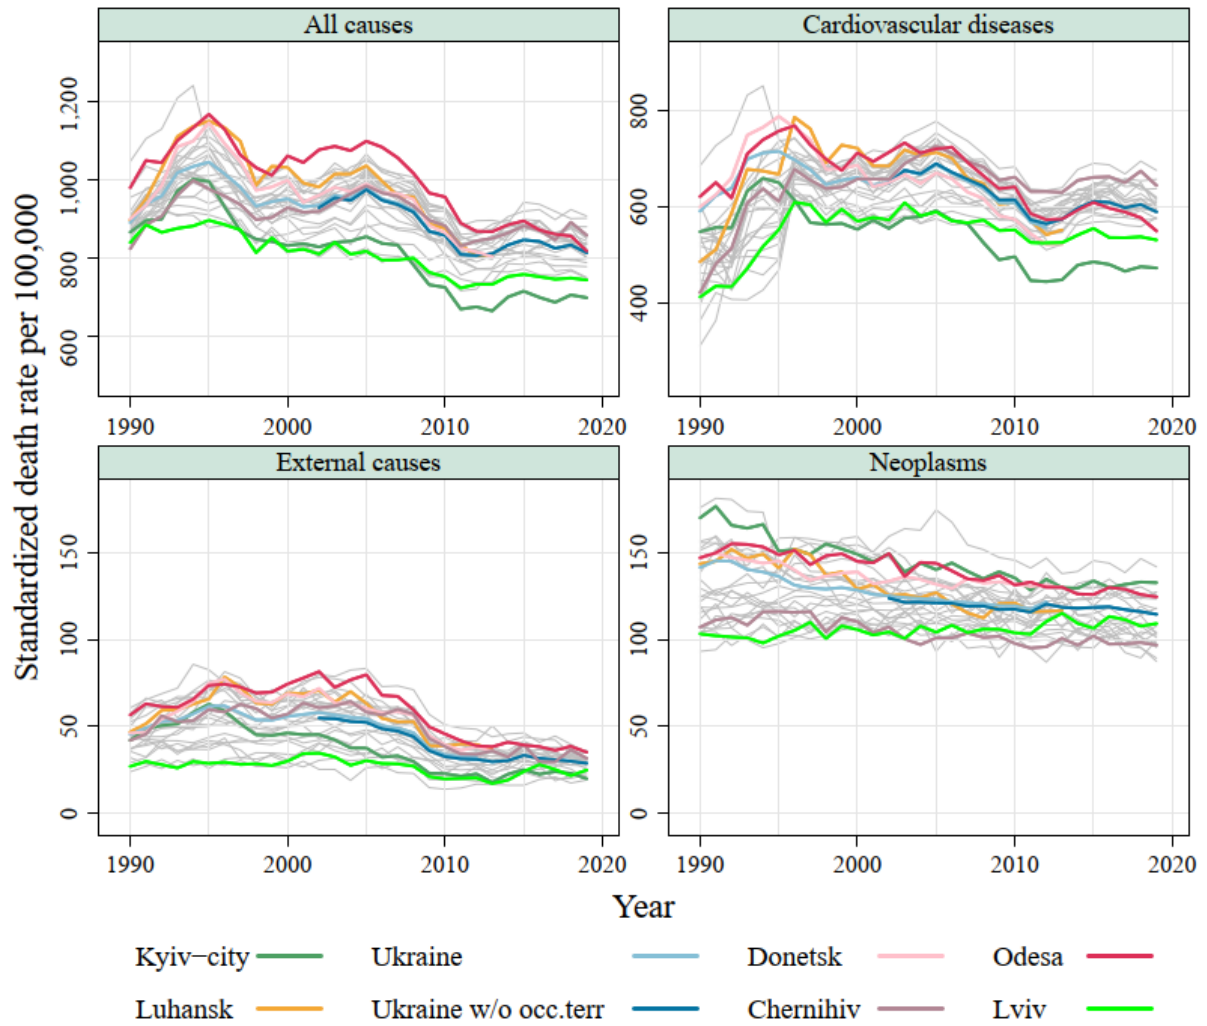 All causes
Cardiovascular diseases
1,200
1,000
800
600
800
600
400
1990 2000 2010 2020
1990 2000 2010 2020
External causes
Neoplasms
150
100
50
0
150
100
50
0
1990 2000 2010 2020
1990 2000 2010 2020
Standardized death rate per 100,000
Year
Kyiv−city Ukraine Donetsk Odesa
Luhansk Ukraine w/o occ.terr Chernihiv Lviv